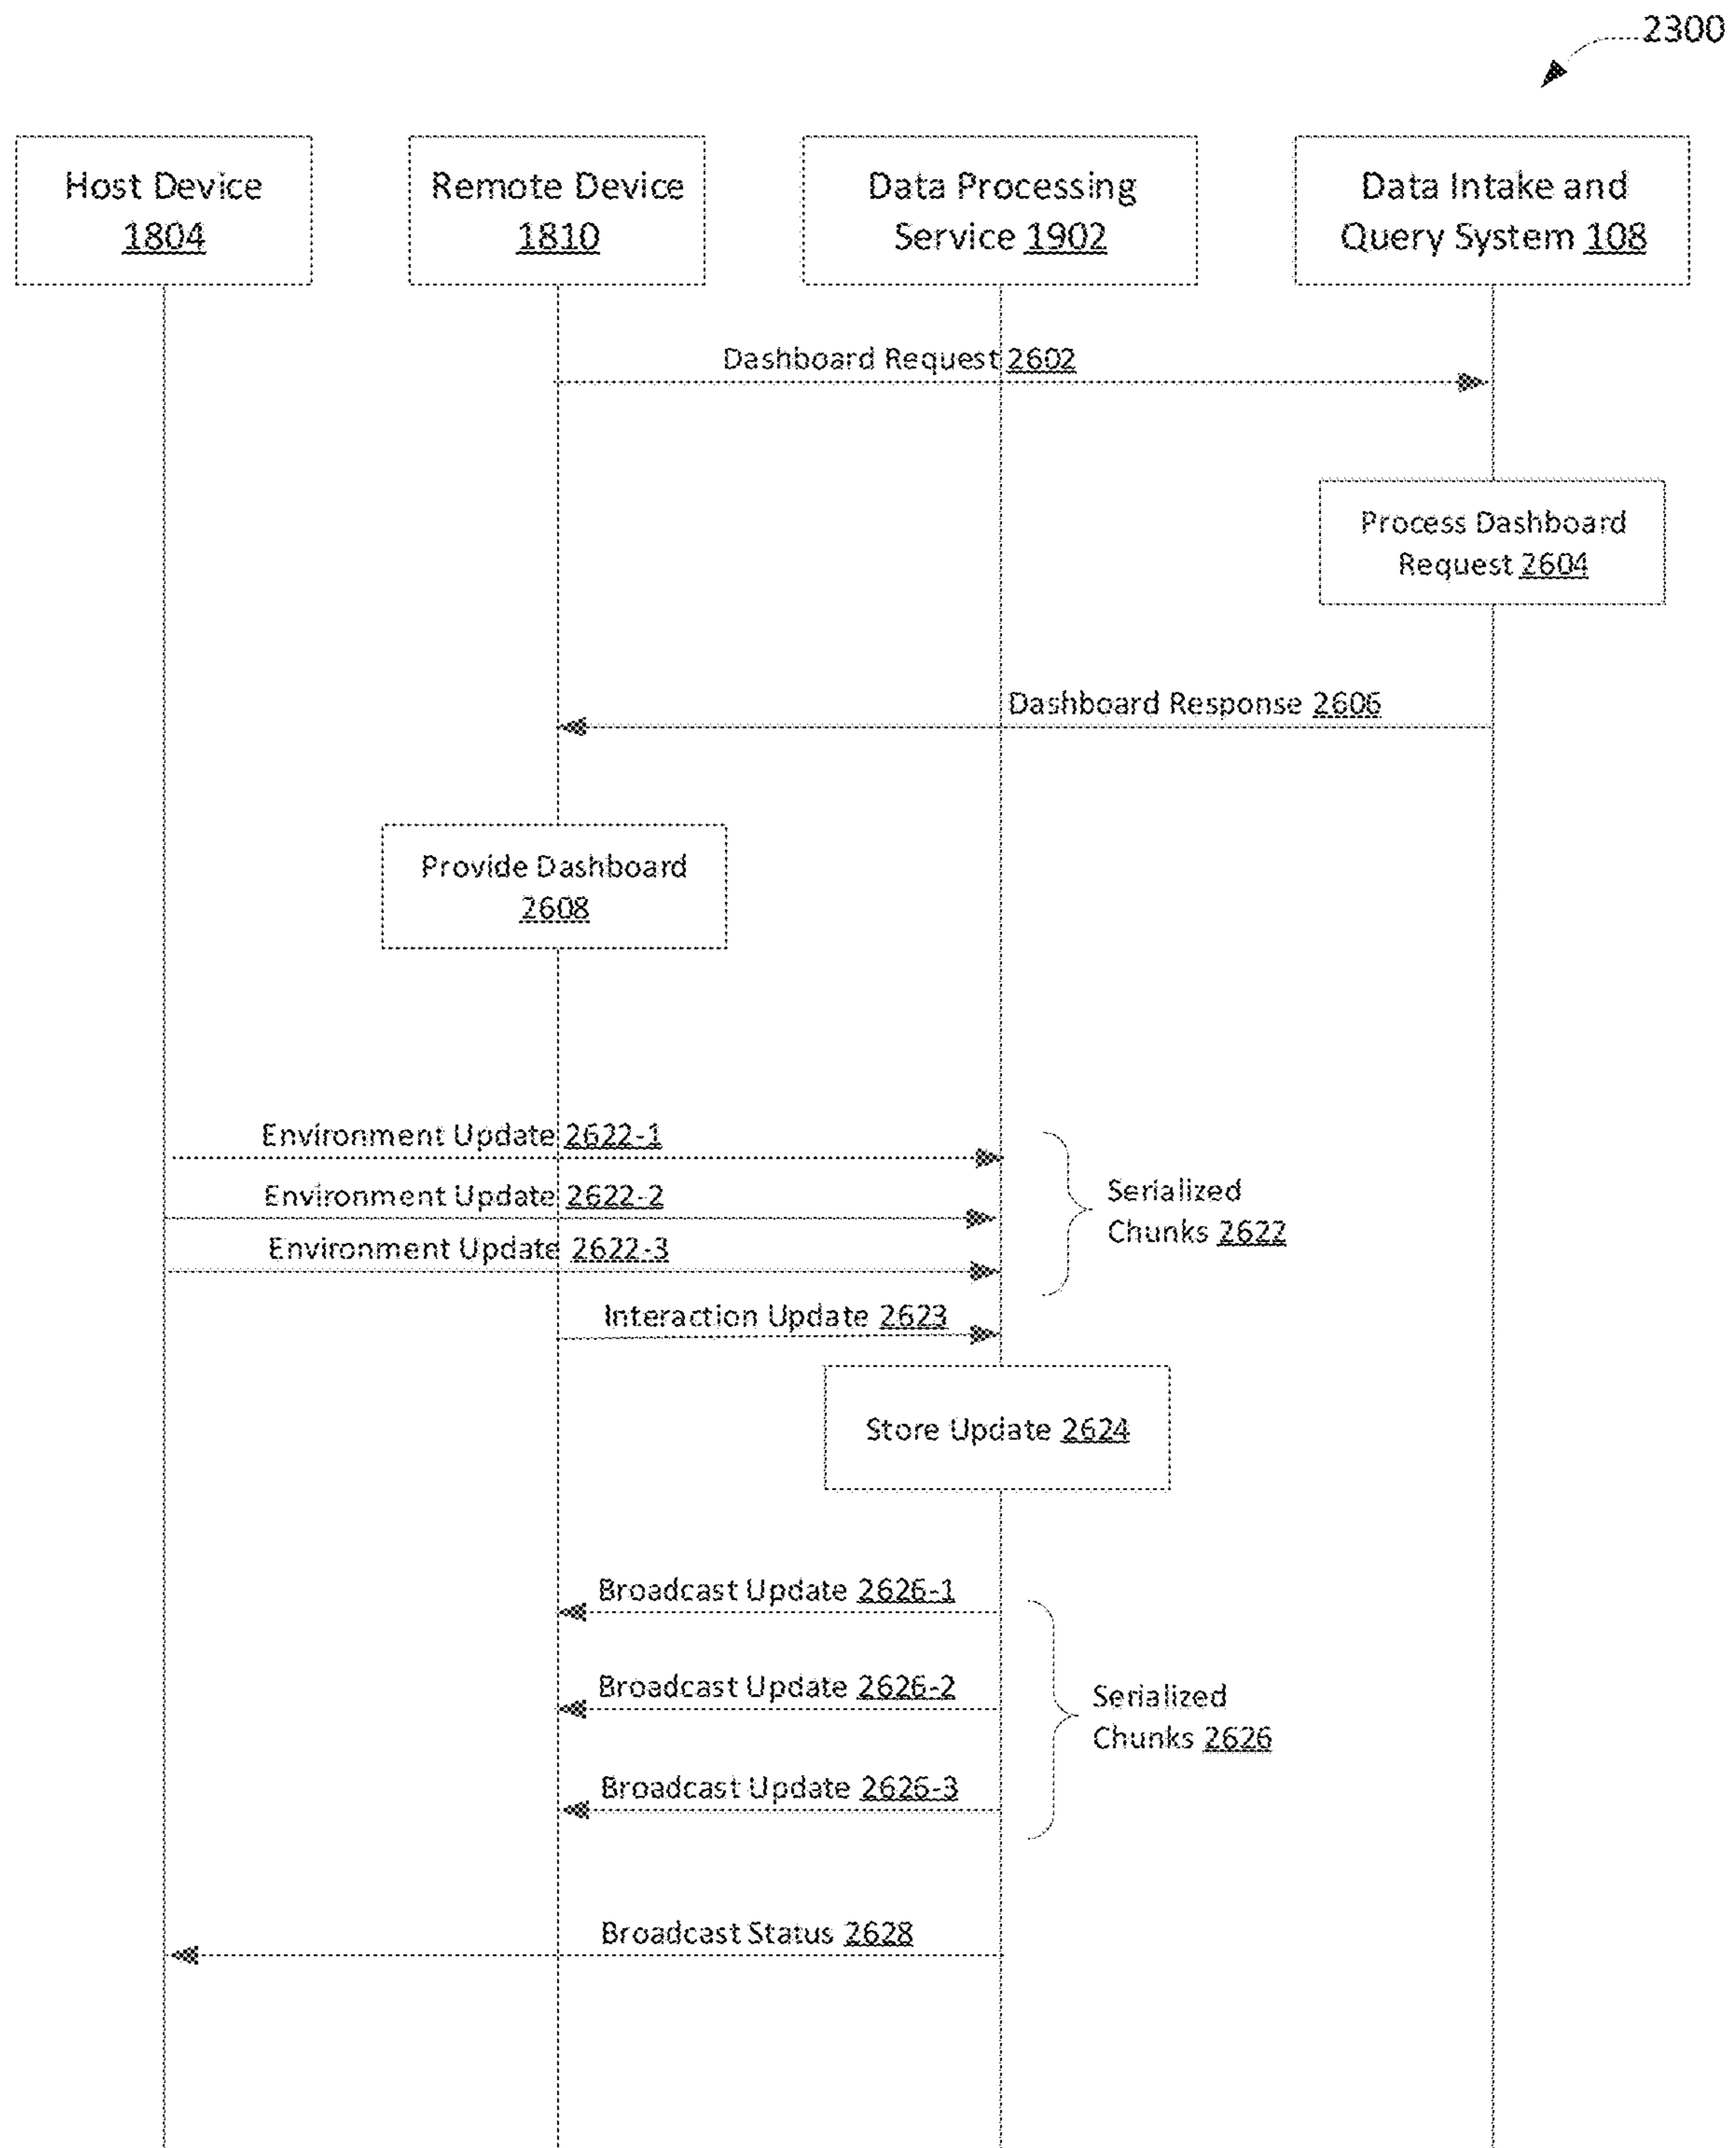 2300
Host Device
1804
Remote Device
1810
Data Processing
Service 1902
Data Intake and
Query System 108
Dashboard Request 2602
Process Dashboard
Request 2604
Dashboard Response 2606
Provide Dashboard
2608
Environment Update 2622-1
Environment Update 2622-2
Environment Update 2622-3
Serialized
Chunks 2622
Interaction Update 2623
Store Update 2624
Broadcast Update 2626-1
Broadcast Update 2626-2
Broadcast Update 2626-3
Serialized
Chunks 2626
Broadcast Status 2628